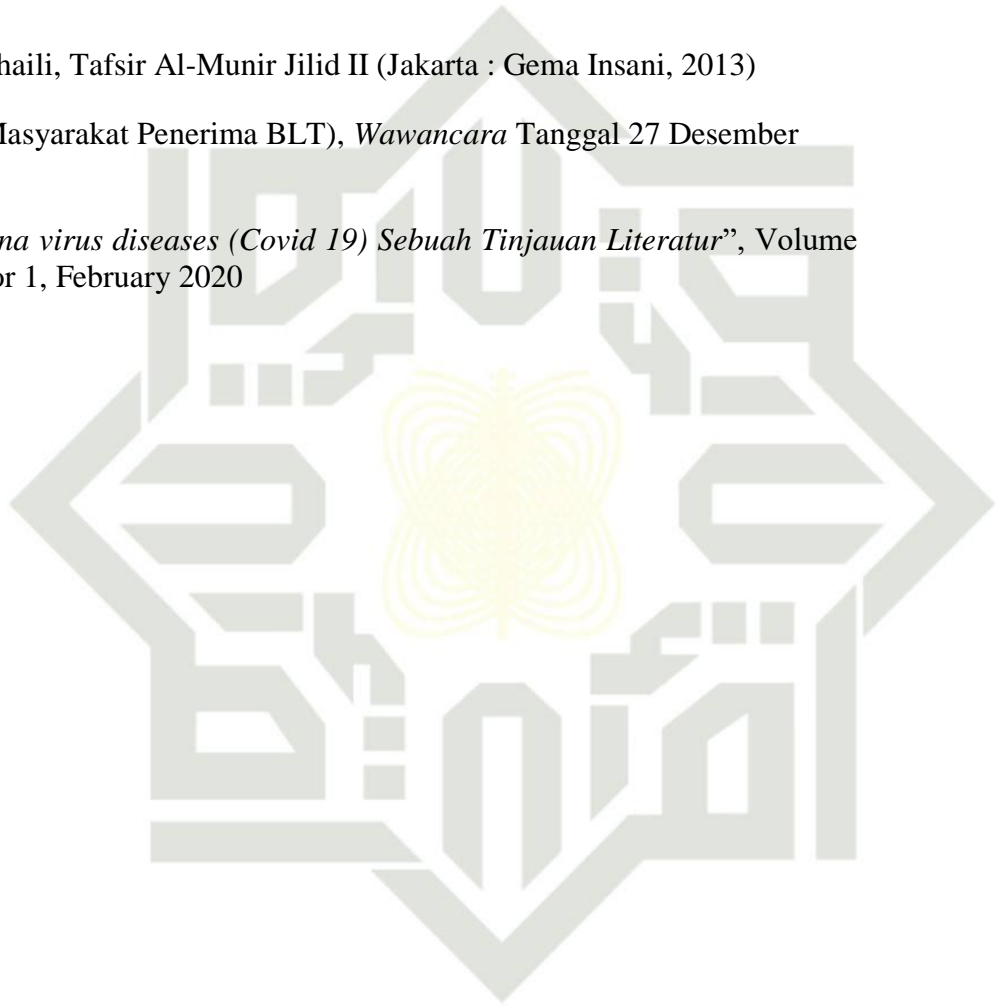 haili, Tafsir Al-Munir Jilid II (Jakarta : Gema Insani, 2013)
Masyarakat Penerima BLT), Wawancara Tanggal 27 Desember
na virus diseases (Covid 19) Sebuah Tinjauan Literatur”, Volume
or 1, February 2020